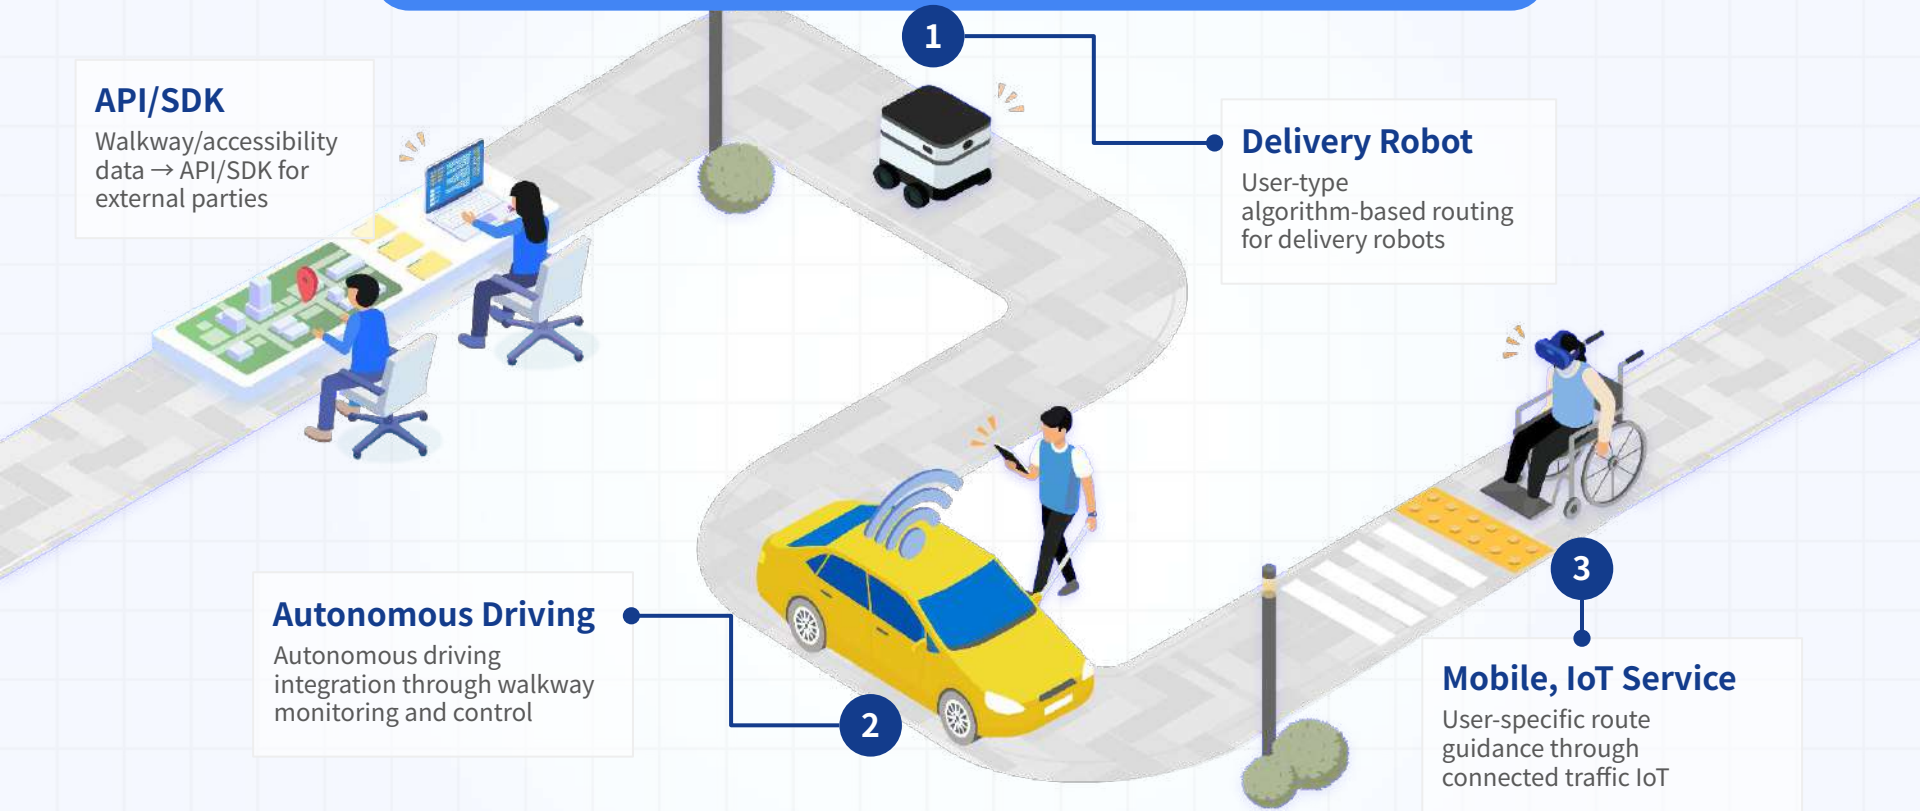 API/SDK
Walkway/accessibility
data → API/SDK for
external parties
1
Delivery Robot
User-type
algorithm-based routing
for delivery robots
Autonomous Driving
Autonomous driving
integration through walkway
monitoring and control
2
3
Mobile, IoT Service
User-specific route
guidance through
connected traffic IoT